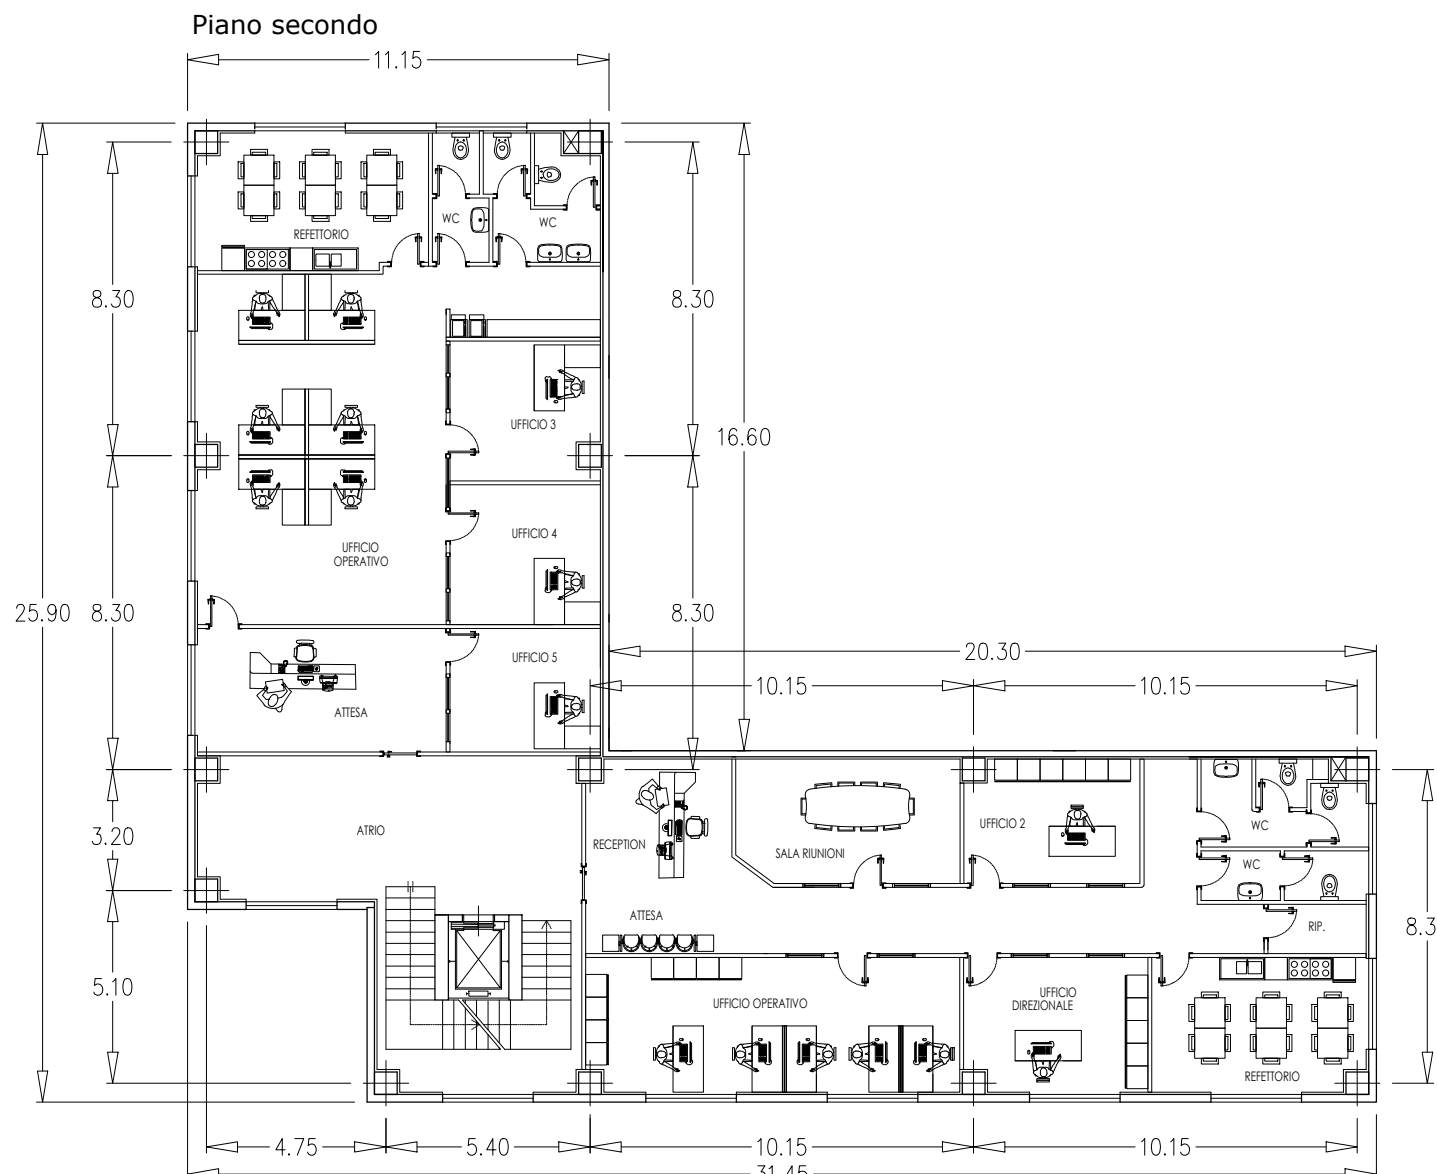 Piano secondo
11.15
REFETTORIO
WC
WC
8.30
8.30
UFFICIO 3
16.60
UFFICIO 4
UFFICIO
OPERATIVO
25.90
8.30
8.30
UFFICIO 5
20.30
10.15
10.15
ATTESA
ATRIO
RECEPTION
SALA RIUNIONI
UFFICIO 2
WC
3.20
WC
ATTESA
RIP.
8.3
5.10
UFFICIO OPERATIVO
UFFICIO
DIREZIONALE
REFETTORIO
4.75
5.40
10.15
10.15
31.45